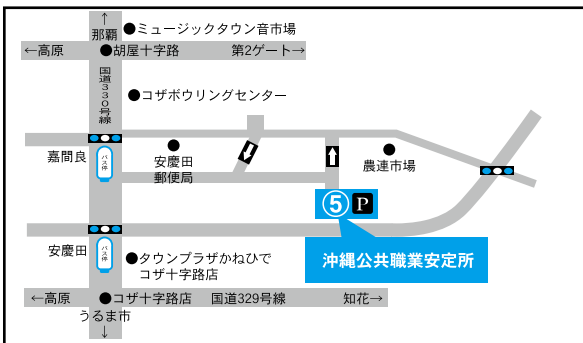 ↑
那覇
●ミュージックタウン音市場
←高原
●胡屋十字路
第2ゲート→
国道330号線
●コザボウリングセンター
嘉間良
バス停
●
安慶田
郵便局
●
農連市場
⑤ P
沖縄公共職業安定所
安慶田
バス停
●タウンプラザかねひで
コザ十字路店
←高原
●コザ十字路店
国道329号線
知花→
うるま市
↓